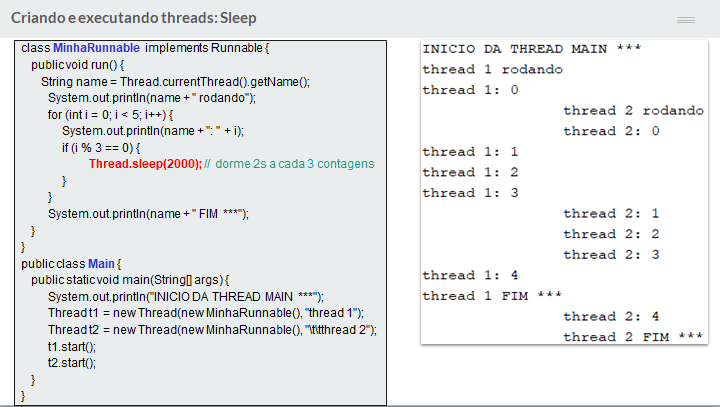 Criando e executando threads: Sleep
class MinhaRunnable implements Runnable {
public void run() {
String name = Thread.currentThread().getName();
System.out.println(name + " rodando");
for (int i = 0; i < 5; i++) {
System.out.println(name + ": " + i);
if (i % 3 == 0) {
Thread.sleep(2000); // dorme 2s a cada 3 contagens
}
}
System.out.println(name + " FIM ***");
}
}
public class Main {
public static void main(String[] args) {
System.out.println("INICIO DA THREAD MAIN ***");
Thread t1 = new Thread(new MinhaRunnable(), "thread 1");
Thread t2 = new Thread(new MinhaRunnable(), "\t\tthread 2");
t1.start();
t2.start();
}
}
INICIO DA THREAD MAIN ***
thread 1 rodando
thread 1: 0
thread 2 rodando
thread 2: 0
thread 1: 1
thread 1: 2
thread 1: 3
thread 2: 1
thread 2: 2
thread 2: 3
thread 1: 4
thread 1 FIM ***
thread 2: 4
thread 2 FIM ***